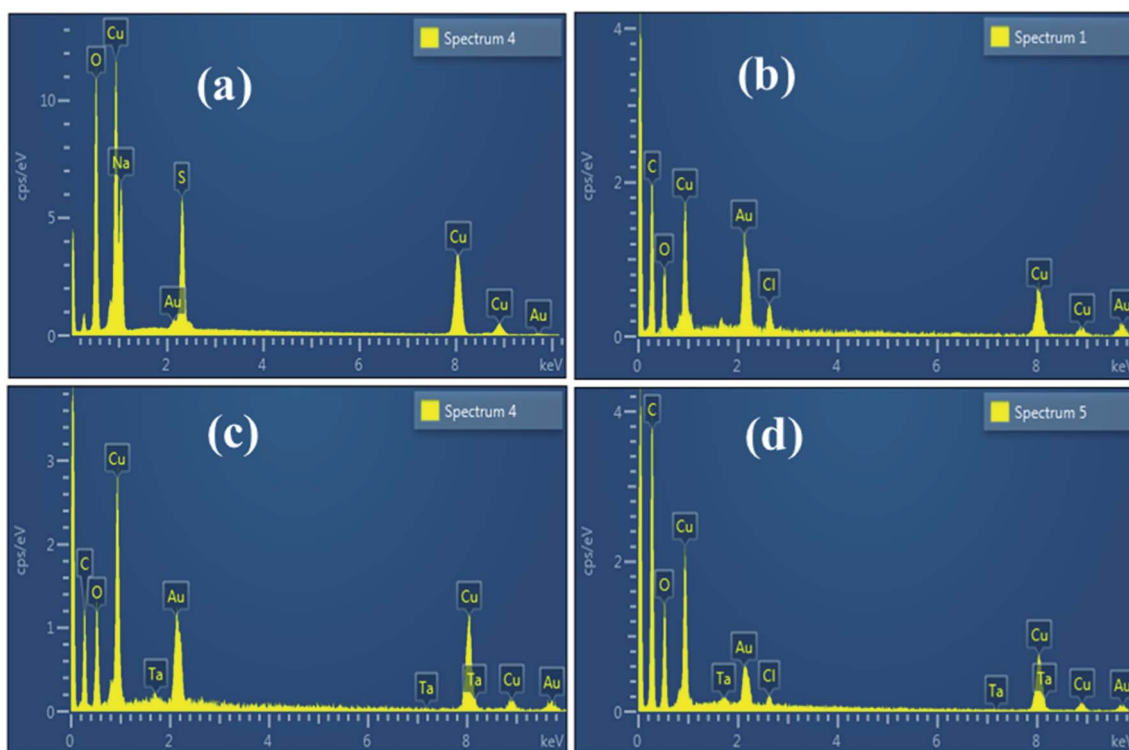 (a)
Spectrum 4
cps/eV
10
5
0
O
Cu
Na
Au
S
Cu
Cu
Au
2
4
6
8
keV
(b)
Spectrum 1
cps/eV
4
2
0
C
O
Cu
Au
Cl
Cu
Cu
Au
0
2
4
6
8
keV
(c)
Spectrum 4
cps/eV
3
2
1
0
C
O
Cu
Ta
Au
Ta
Cu
Ta
Cu
Au
0
2
4
6
8
keV
(d)
Spectrum 5
cps/eV
4
2
0
C
O
Cu
Ta
Au
Cl
Ta
Cu
Ta
Cu
Au
0
2
4
6
8
keV